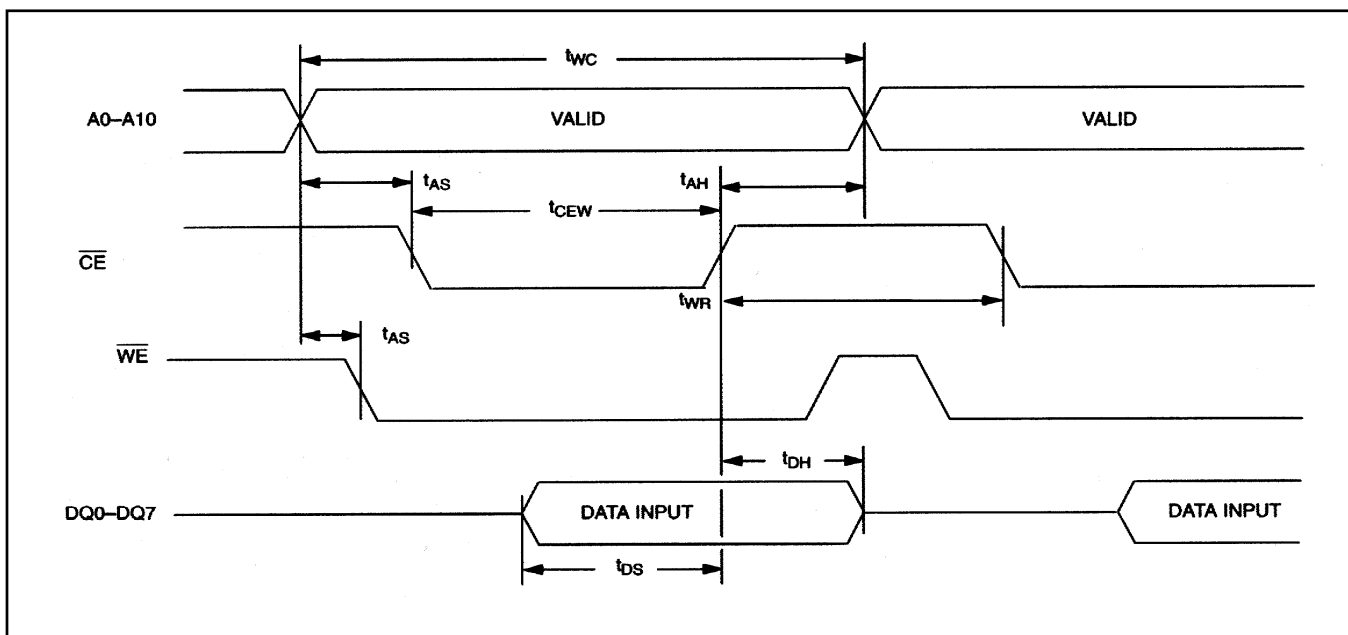 tWC
A0–A10 VALID VALID
tAS tAH
tCEW
CE
tWR
tAS
WE
tDH
DQ0–DQ7 DATA INPUT DATA INPUT
tDS